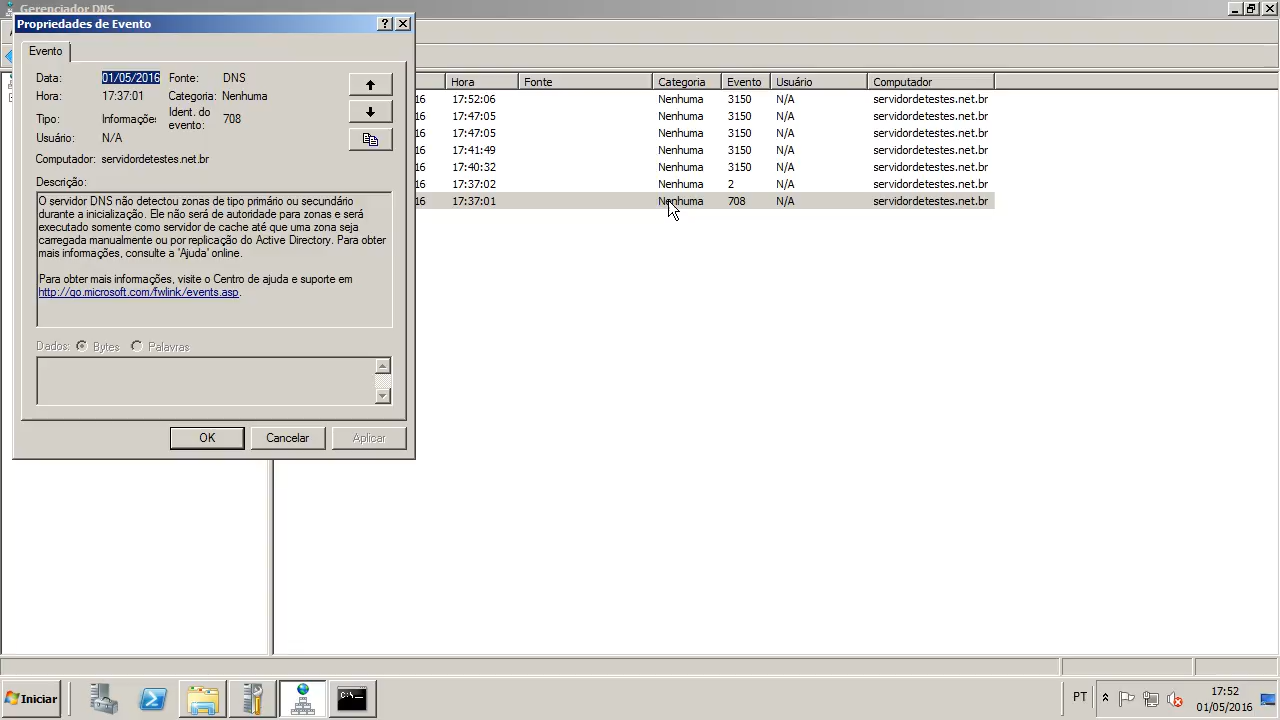 Gerenciador DNS
Propriedades de Evento
Evento
Data: 01/05/2016 Fonte: DNS
Hora: 17:37:01 Categoria: Nenhuma
Tipo: Informaçõe Ident. do evento: 708
Usuário: N/A
Computador: servidordetestes.net.br
Descrição:
O servidor DNS não detectou zonas de tipo primário ou secundário
durante a inicialização. Ele não será de autoridade para zonas e será
executado somente como servidor de cache até que uma zona seja
carregada manualmente ou por replicação do Active Directory. Para obter
mais informações, consulte a 'Ajuda' online.
Para obter mais informações, visite o Centro de ajuda e suporte em
http://go.microsoft.com/fwlink/events.asp.
Dados: Bytes Palavras
OK Cancelar Aplicar
Hora Fonte Categoria Evento Usuário Computador
16 17:52:06 Nenhuma 3150 N/A servidordetestes.net.br
16 17:47:05 Nenhuma 3150 N/A servidordetestes.net.br
16 17:47:05 Nenhuma 3150 N/A servidordetestes.net.br
16 17:41:49 Nenhuma 3150 N/A servidordetestes.net.br
16 17:40:32 Nenhuma 3150 N/A servidordetestes.net.br
16 17:37:02 Nenhuma 2 N/A servidordetestes.net.br
16 17:37:01 Nenhuma 708 N/A servidordetestes.net.br
Iniciar
PT
17:52
01/05/2016